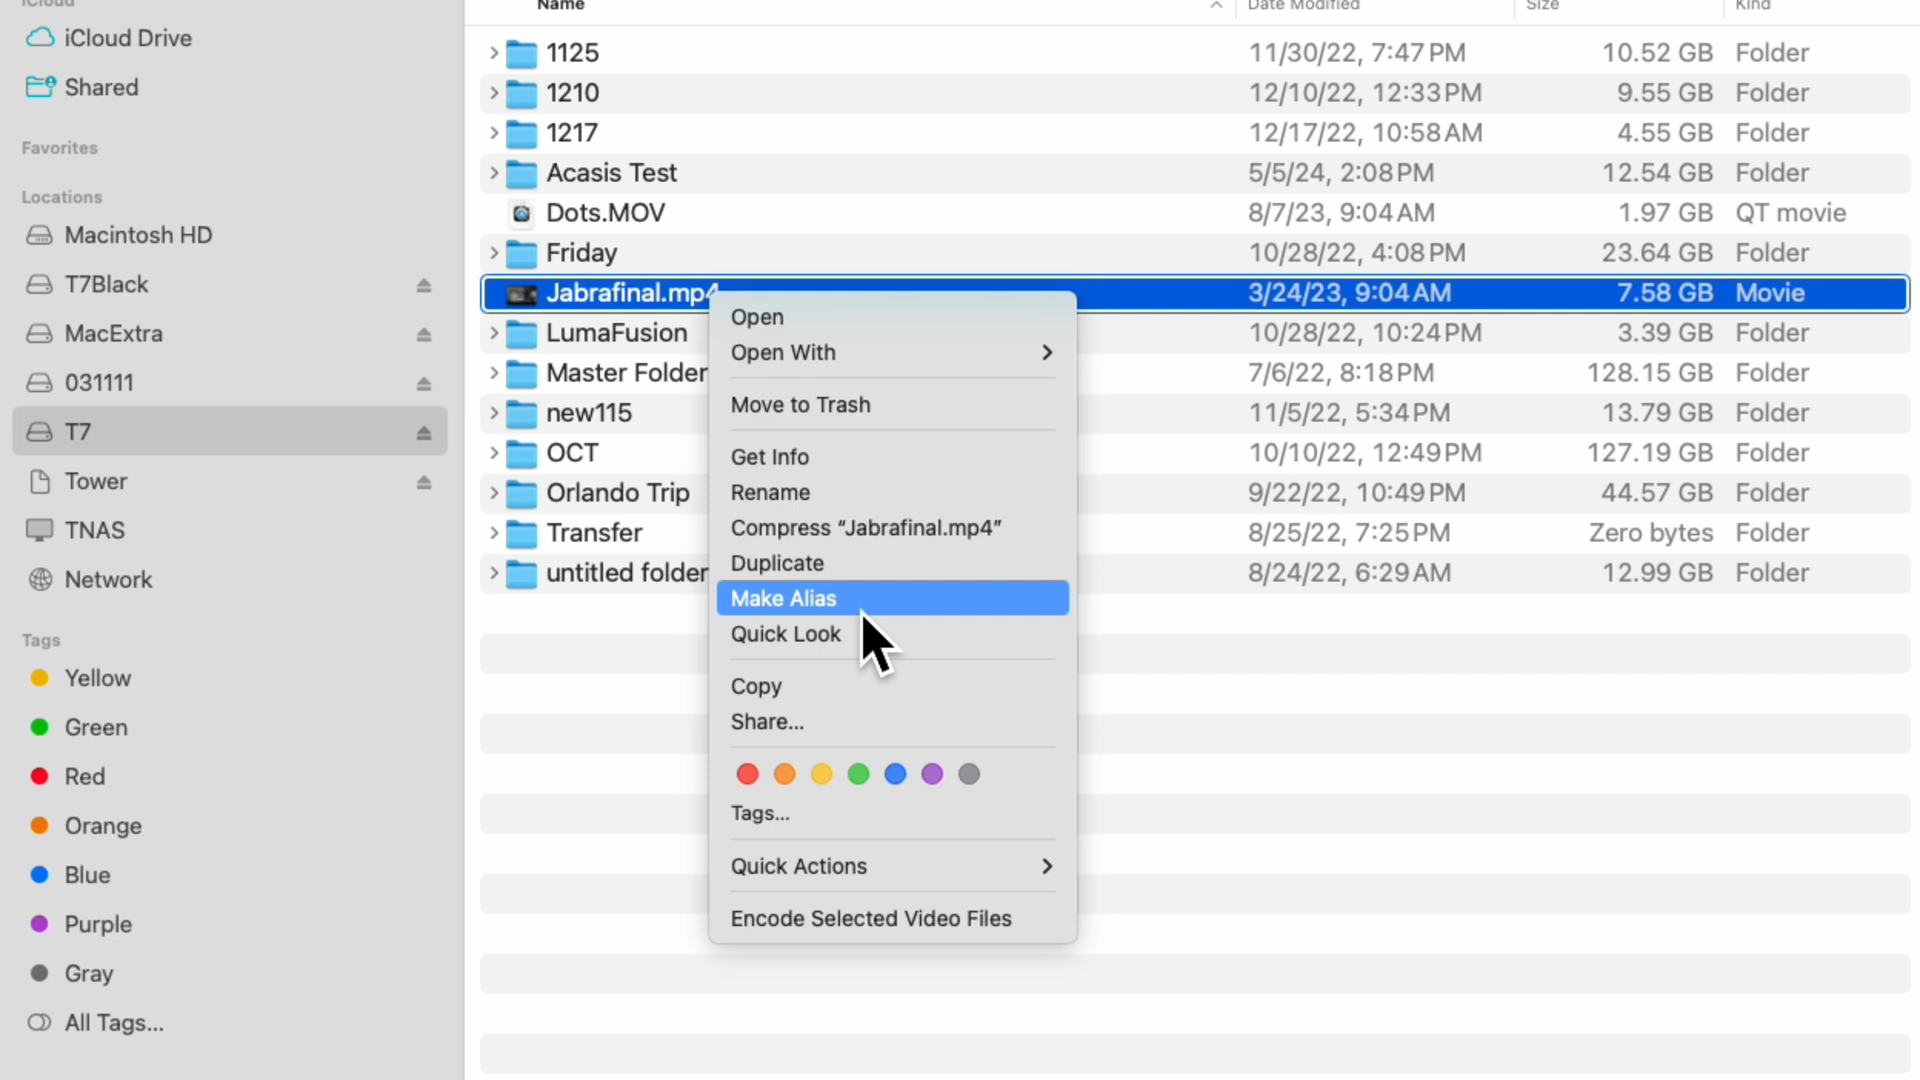 iCloud
iCloud Drive
Shared
Favorites
Locations
Macintosh HD
T7Black
MacExtra
031111
T7
Tower
TNAS
Network
Tags
Yellow
Green
Red
Orange
Blue
Purple
Gray
All Tags...
Name Date Modified Size Kind
1125 11/30/22, 7:47 PM 10.52 GB Folder
1210 12/10/22, 12:33 PM 9.55 GB Folder
1217 12/17/22, 10:58 AM 4.55 GB Folder
Acasis Test 5/5/24, 2:08 PM 12.54 GB Folder
Dots.MOV 8/7/23, 9:04 AM 1.97 GB QT movie
Friday 10/28/22, 4:08 PM 23.64 GB Folder
Jabrafinal.mp4 3/24/23, 9:04 AM 7.58 GB Movie
LumaFusion 10/28/22, 10:24 PM 3.39 GB Folder
Master Folder 7/6/22, 8:18 PM 128.15 GB Folder
new115 11/5/22, 5:34 PM 13.79 GB Folder
OCT 10/10/22, 12:49 PM 127.19 GB Folder
Orlando Trip 9/22/22, 10:49 PM 44.57 GB Folder
Transfer 8/25/22, 7:25 PM Zero bytes Folder
untitled folder 8/24/22, 6:29 AM 12.99 GB Folder
Open
Open With
Move to Trash
Get Info
Rename
Compress “Jabrafinal.mp4”
Duplicate
Make Alias
Quick Look
Copy
Share...
Tags...
Quick Actions
Encode Selected Video Files